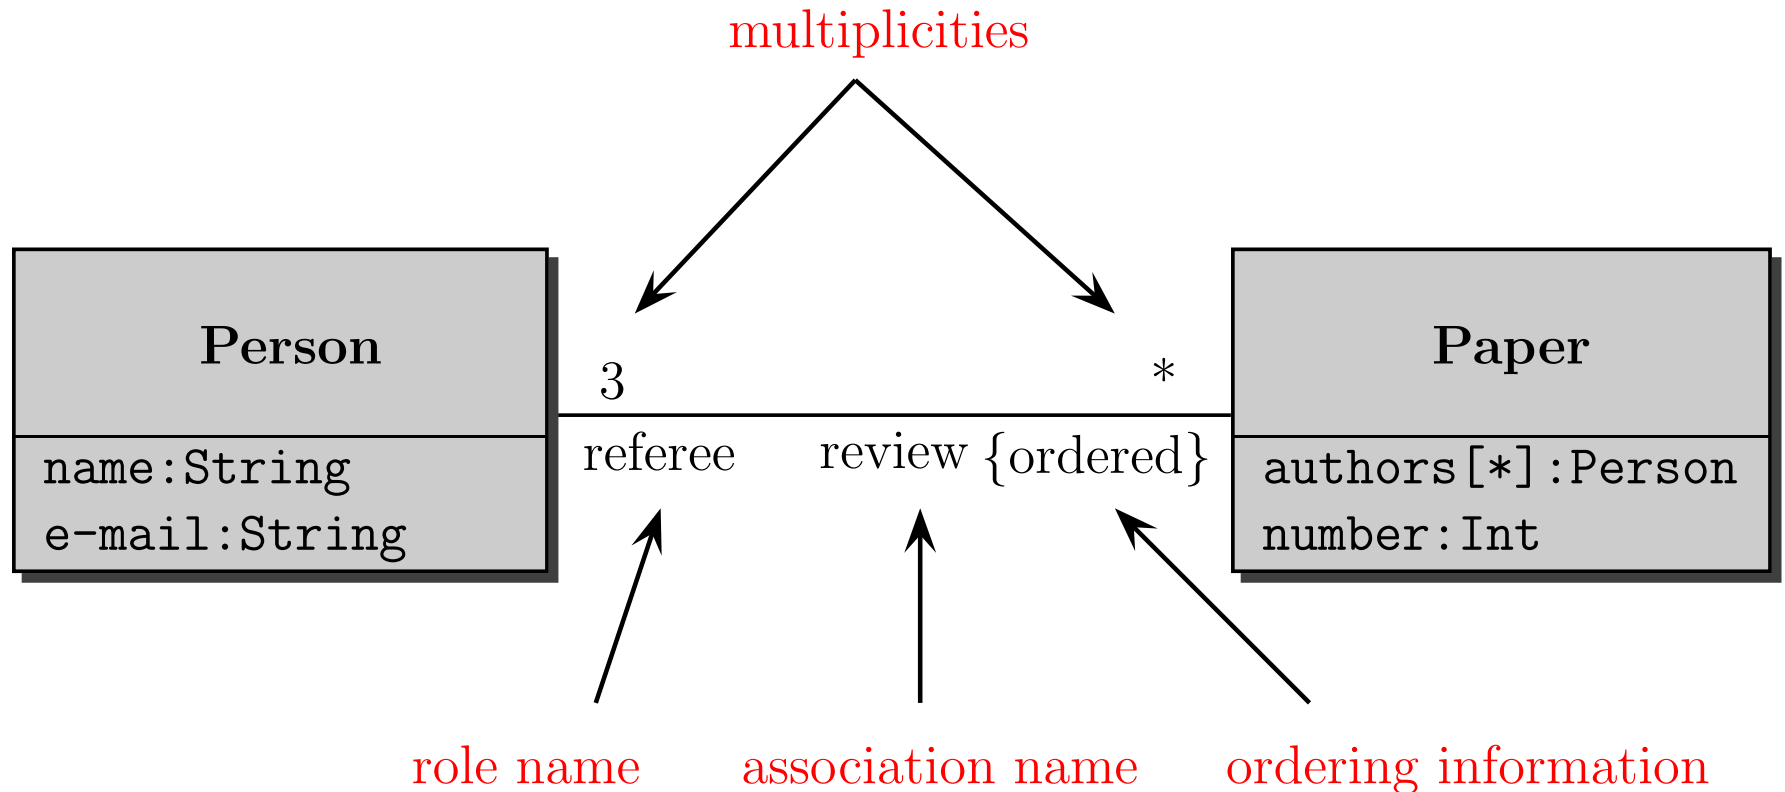 multiplicities
Person
name:String
e-mail:String
3
*
referee
review
{ordered}
Paper
authors[*]:Person
number:Int
role name
association name
ordering information